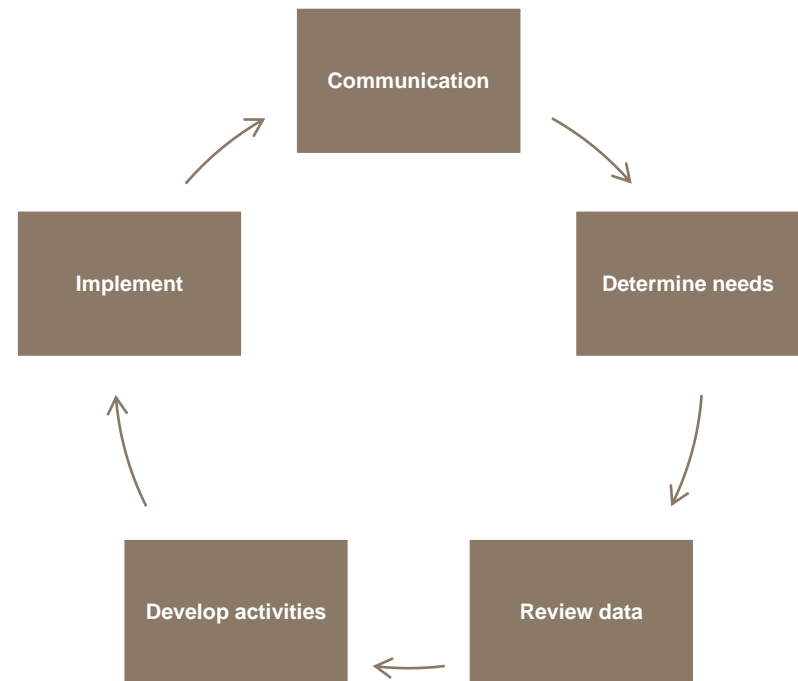 Communication
Determine needs
Review data
Develop activities
Implement